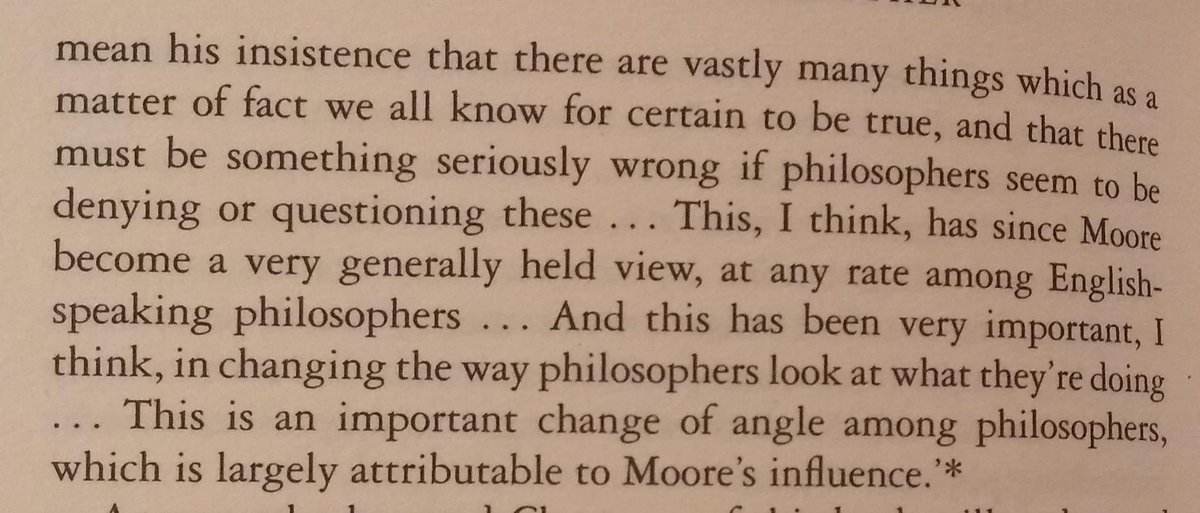 mean his insistence that there are vastly many things which as a
matter of fact we all know for certain to be true, and that there
must be something seriously wrong if philosophers seem to be
denying or questioning these ... This, I think, has since Moore
become a very generally held view, at any rate among English-
speaking philosophers ... And this has been very important, I
think, in changing the way philosophers look at what they're doing
... This is an important change of angle among philosophers,
which is largely attributable to Moore's influence.'*